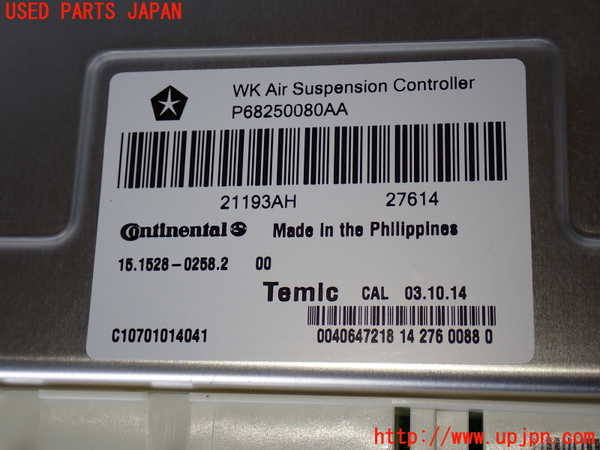 USED PARTS JAPAN
WK Air Suspension Controller
P68250080AA
21193AH 27614
Continental Made in the Philippines
15.1528-0258.2 00
Temic CAL 03.10.14
C10701014041 0040647218 14 276 0088 0
http://www.upjpn.com/